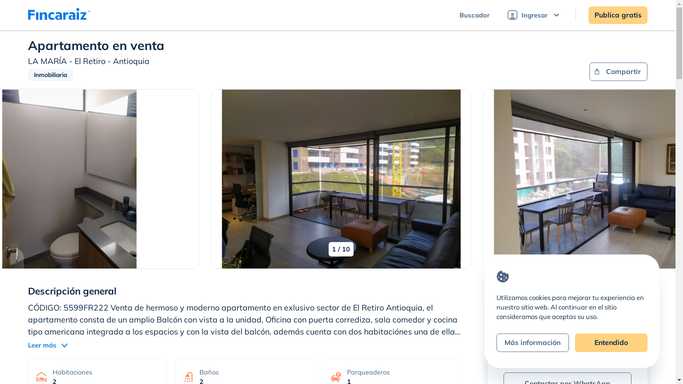 Fincaraiz
Buscador
Ingresar
Publica gratis
Apartamento en venta
LA MARÍA - El Retiro - Antioquia
Inmobiliaria
Compartir
1 / 10
Descripción general
CÓDIGO: 5599FR222 Venta de hermoso y moderno apartamento en exlusivo sector de El Retiro Antioquia, el
apartamento consta de un amplio Balcón con vista a la unidad, Oficina con puerta corrediza, sala comedor y cocina
tipo americana integrada a los espacios y con la vista del balcón, además cuenta con dos habitaciónes una de ella...
Leer más
Habitaciones
2
Baños
2
Parqueaderos
1
Utilizamos cookies para mejorar tu experiencia en
nuestro sitio web. Al continuar en el sitio
consideramos que aceptas su uso.
Más información
Entendido
Contactar por WhatsApp